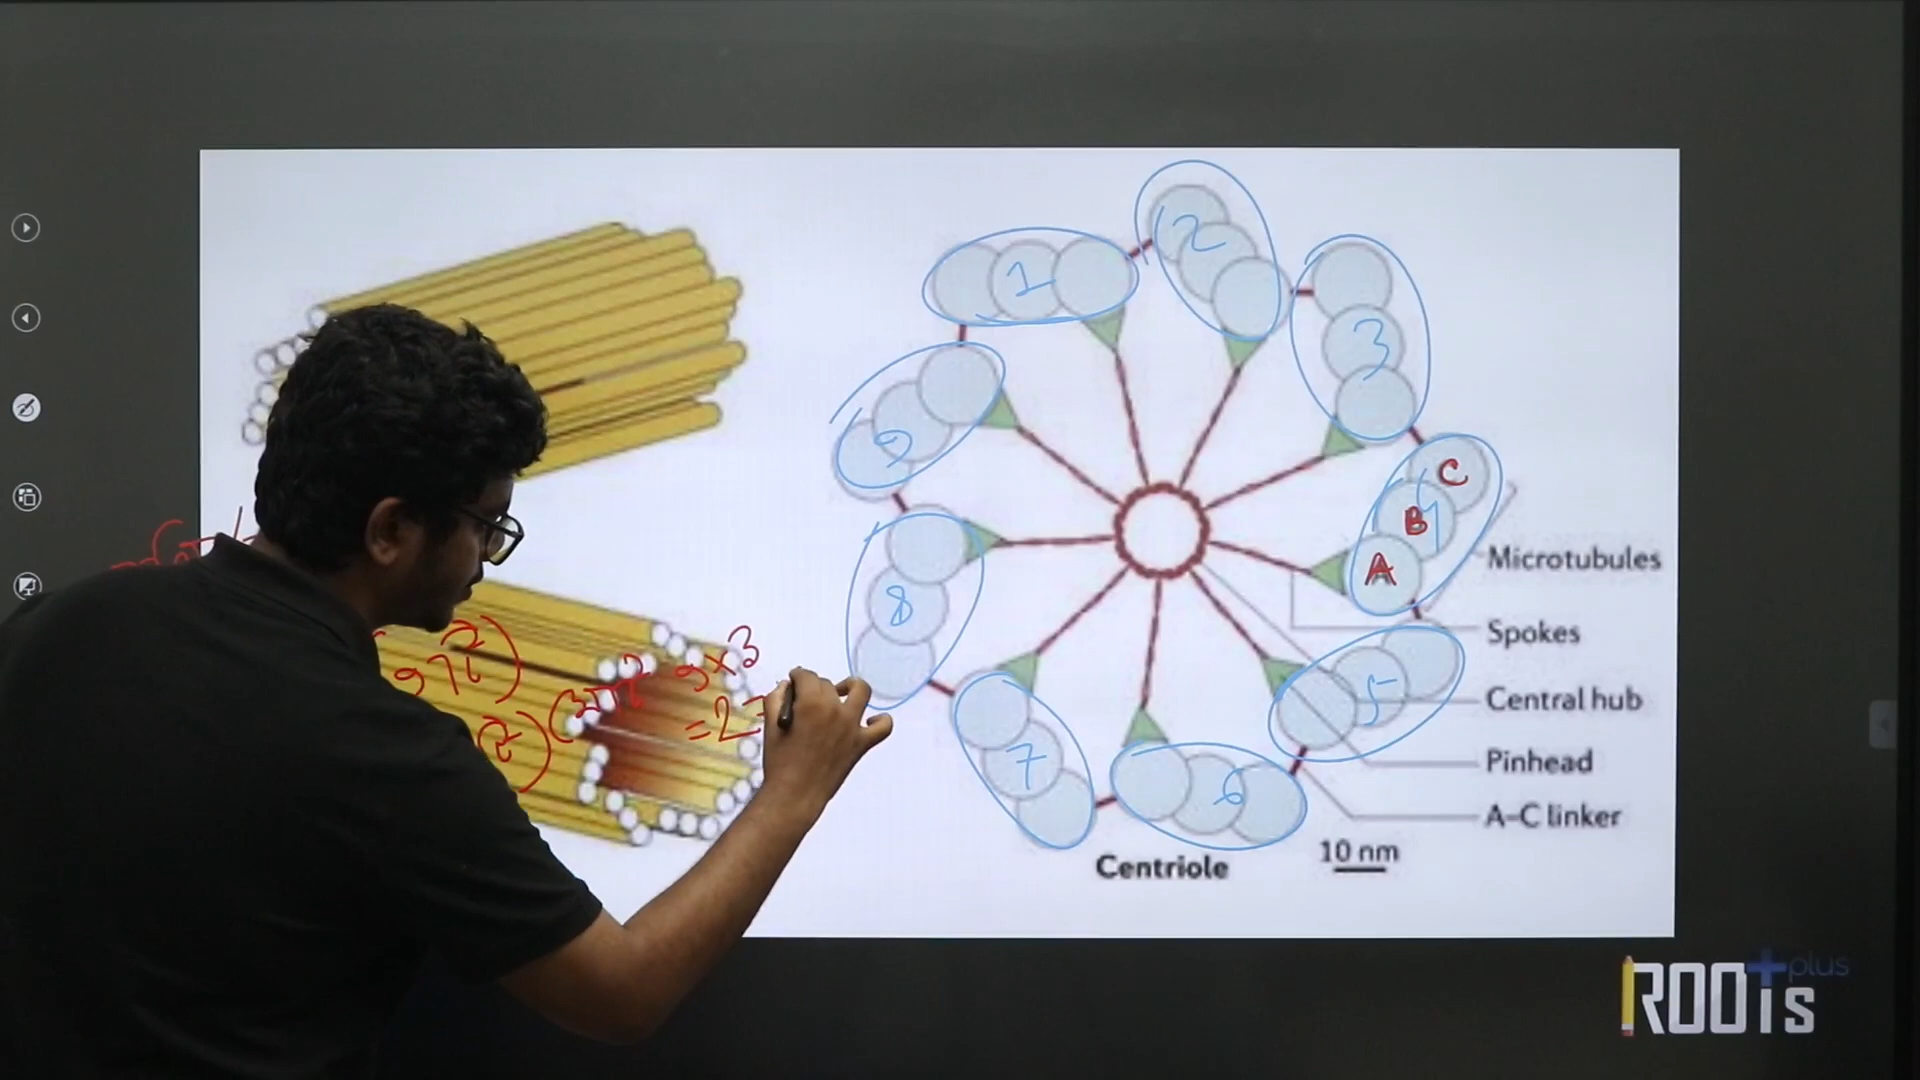 1
2
3
C
B
4
A
9
8
7
6
5
9×3
Microtubules
Spokes
Central hub
Pinhead
A–C linker
10 nm
Centriole
ROOTs
plus